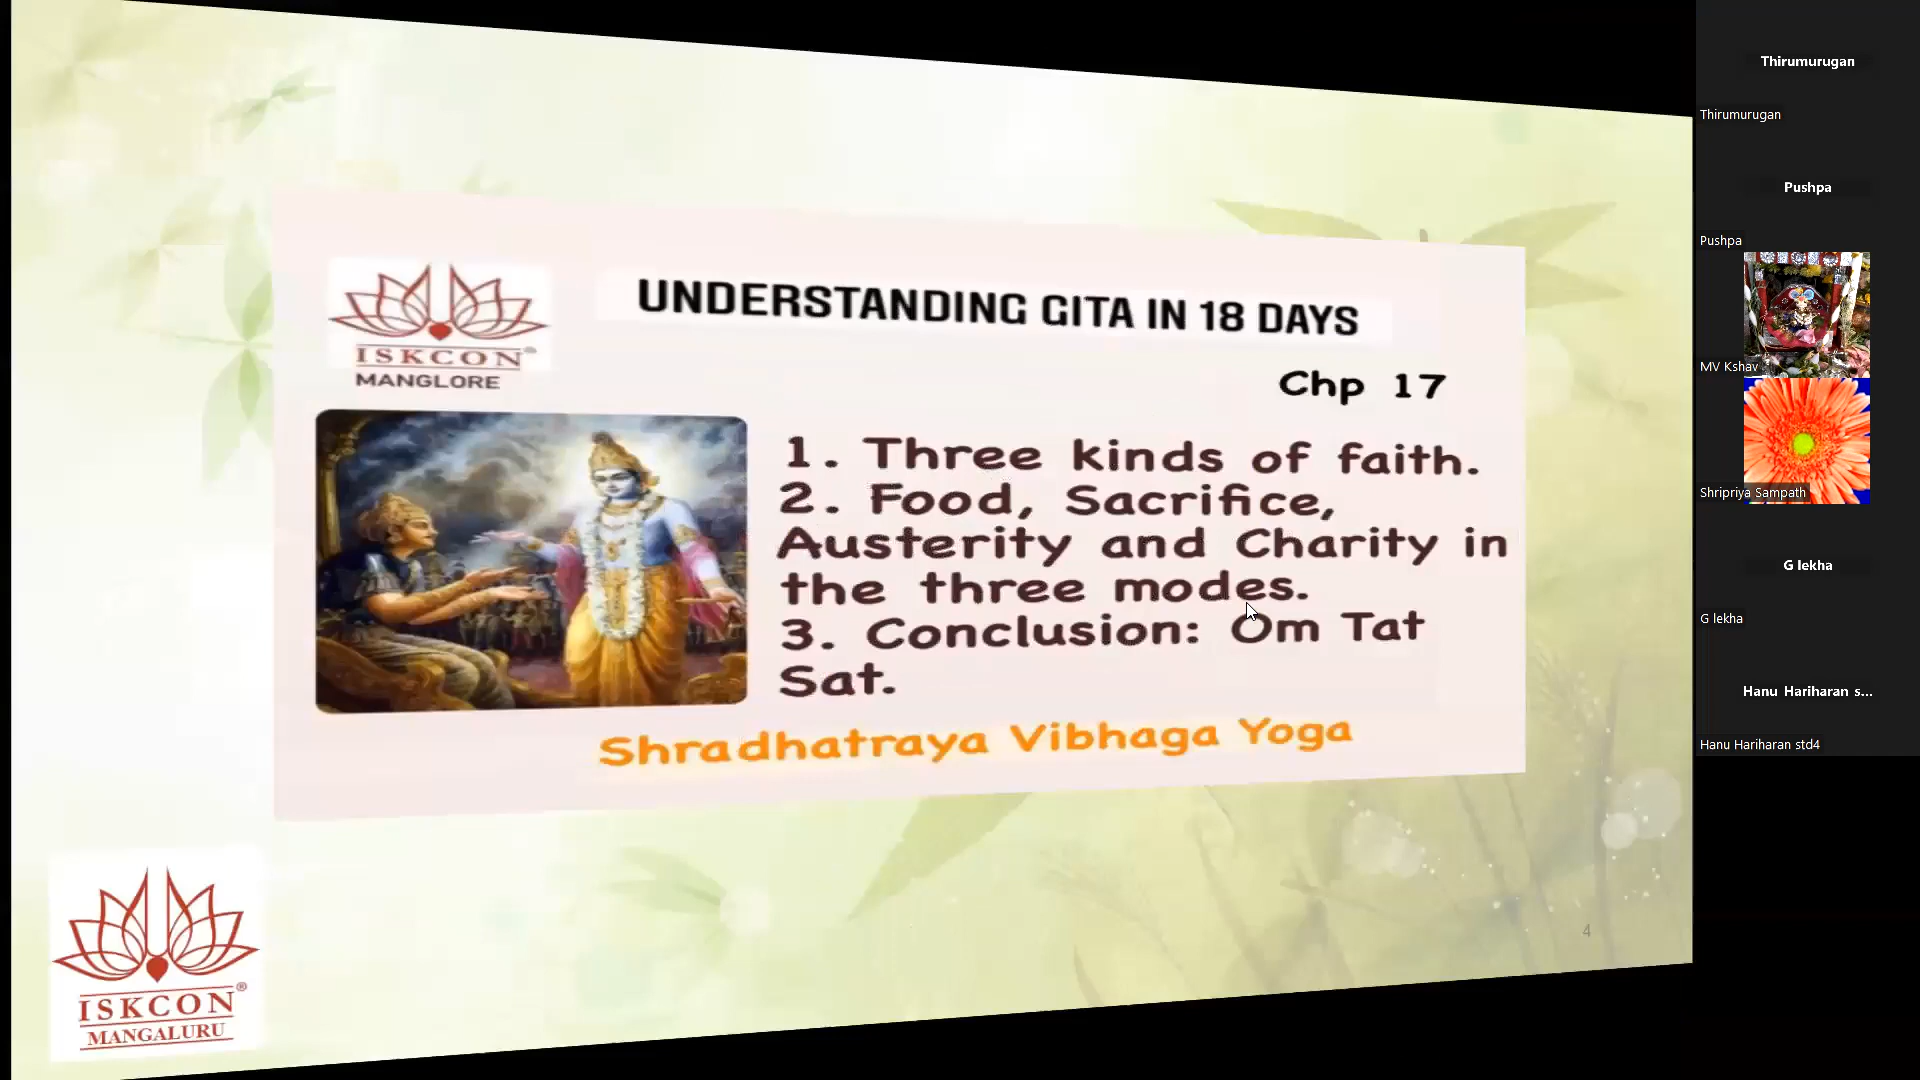 UNDERSTANDING GITA IN 18 DAYS
ISKCON®
MANGLORE
Chp 17
1. Three kinds of faith.
2. Food, Sacrifice,
Austerity and Charity in
the three modes.
3. Conclusion: Om Tat
Sat.
Shradhatraya Vibhaga Yoga
4
ISKCON®
MANGALURU
Thirumurugan
Thirumurugan
Pushpa
Pushpa
MV Kshav
Shripriya Sampath
G lekha
G lekha
Hanu Hariharan s...
Hanu Hariharan std4